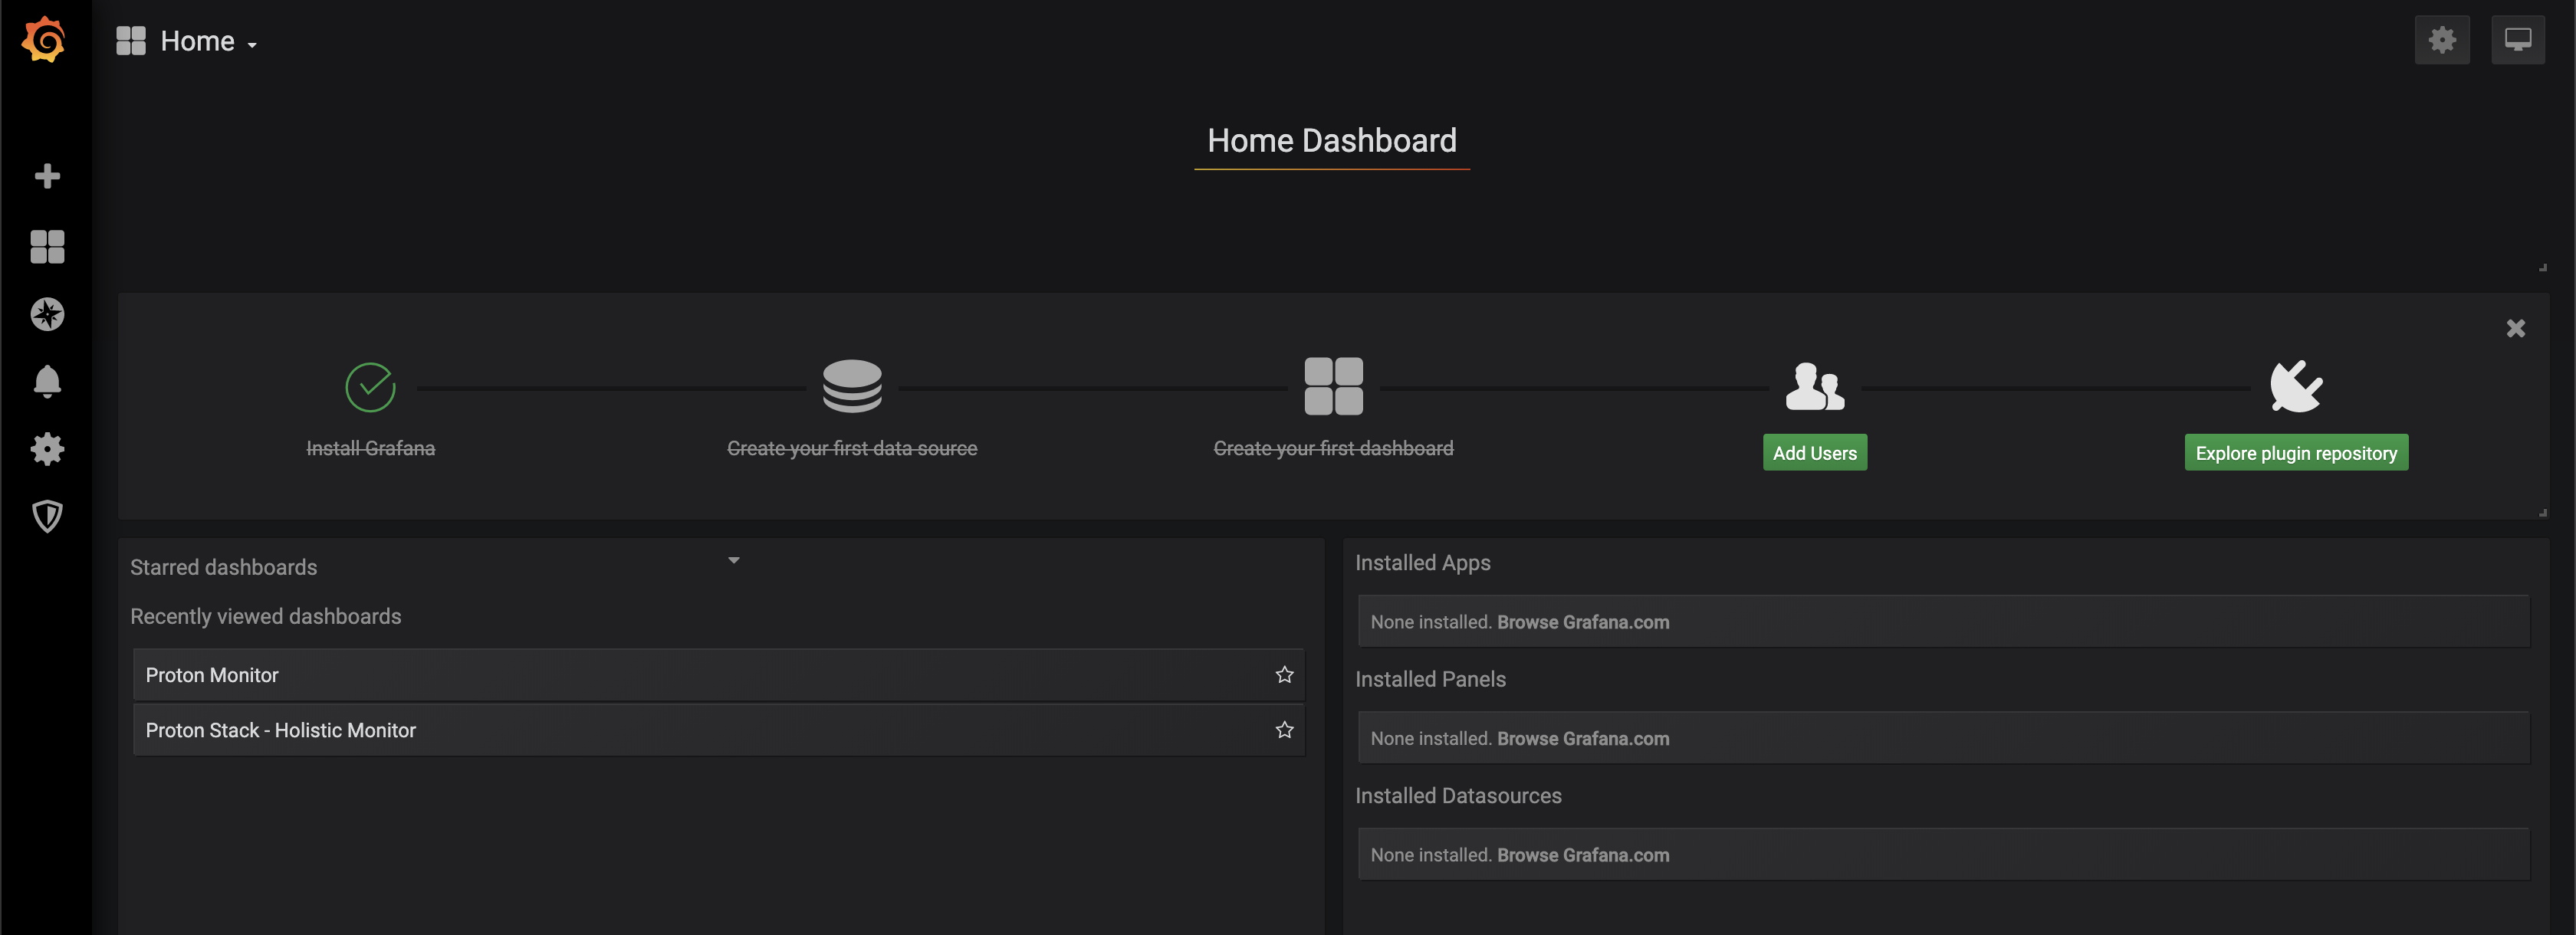 Home
Home Dashboard
Install Grafana
Create your first data source
Create your first dashboard
Add Users
Explore plugin repository
Starred dashboards
Recently viewed dashboards
Proton Monitor
Proton Stack - Holistic Monitor
Installed Apps
None installed. Browse Grafana.com
Installed Panels
None installed. Browse Grafana.com
Installed Datasources
None installed. Browse Grafana.com